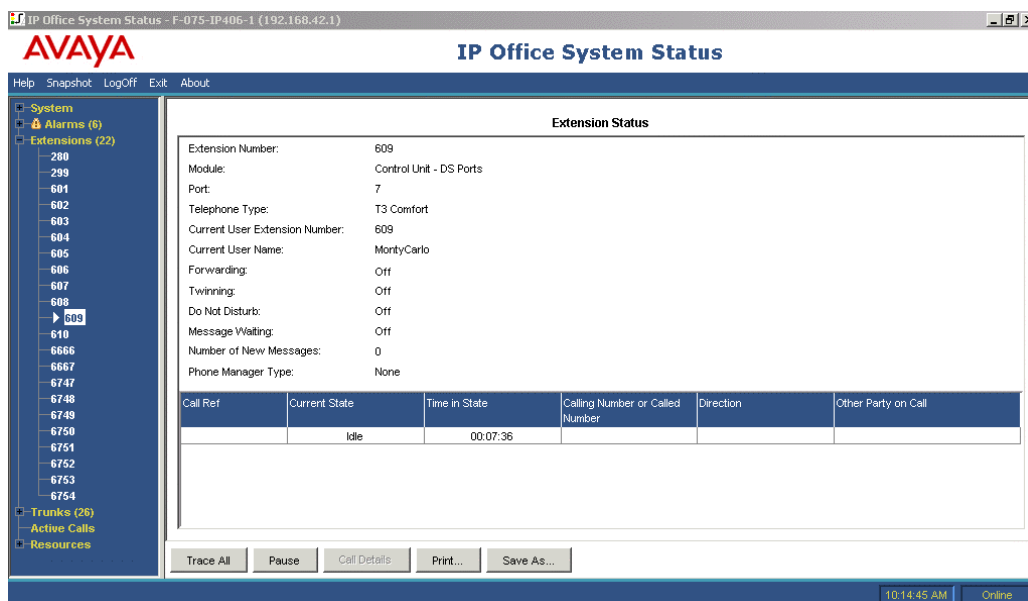 IP Office System Status - F-075-IP406-1 (192.168.42.1)
AVAYA
IP Office System Status
Help Snapshot LogOff Exit About
System
Alarms (6)
Extensions (22)
280
299
601
602
603
604
605
606
607
608
609
610
6666
6667
6747
6748
6749
6750
6751
6752
6753
6754
Trunks (26)
Active Calls
Resources
Extension Status
Extension Number: 609
Module: Control Unit - DS Ports
Port: 7
Telephone Type: T3 Comfort
Current User Extension Number: 609
Current User Name: MontyCarlo
Forwarding: Off
Twinning: Off
Do Not Disturb: Off
Message Waiting: Off
Number of New Messages: 0
Phone Manager Type: None
Call Ref Current State Time in State Calling Number or Called Number Direction Other Party on Call
Idle 00:07:36
Trace All Pause Call Details Print... Save As...
10:14:45 AM Online